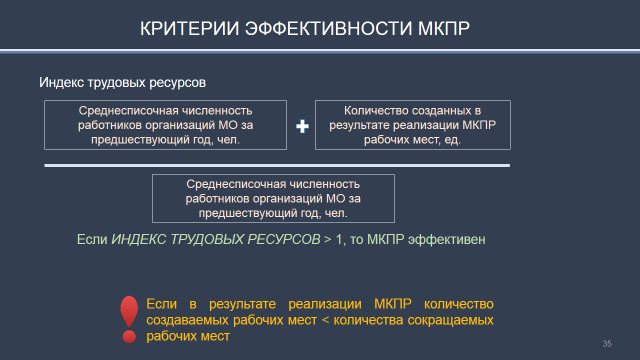 КРИТЕРИИ ЭФФЕКТИВНОСТИ МКПР
Индекс трудовых ресурсов
Среднесписочная численность
работников организаций МО за
предшествующий год, чел.
Количество созданных в
результате реализации МКПР
рабочих мест, ед.
Среднесписочная численность
работников организаций МО за
предшествующий год, чел.
Если ИНДЕКС ТРУДОВЫХ РЕСУРСОВ > 1, то МКПР эффективен
Если в результате реализации МКПР количество
создаваемых рабочих мест < количества сокращаемых
рабочих мест
35